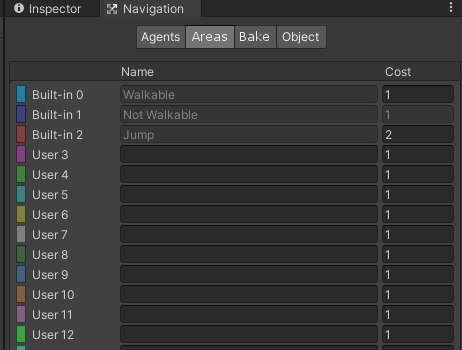 Inspector Navigation
Agents Areas Bake Object
Name Cost
Built-in 0 Walkable 1
Built-in 1 Not Walkable 1
Built-in 2 Jump 2
User 3 1
User 4 1
User 5 1
User 6 1
User 7 1
User 8 1
User 9 1
User 10 1
User 11 1
User 12 1